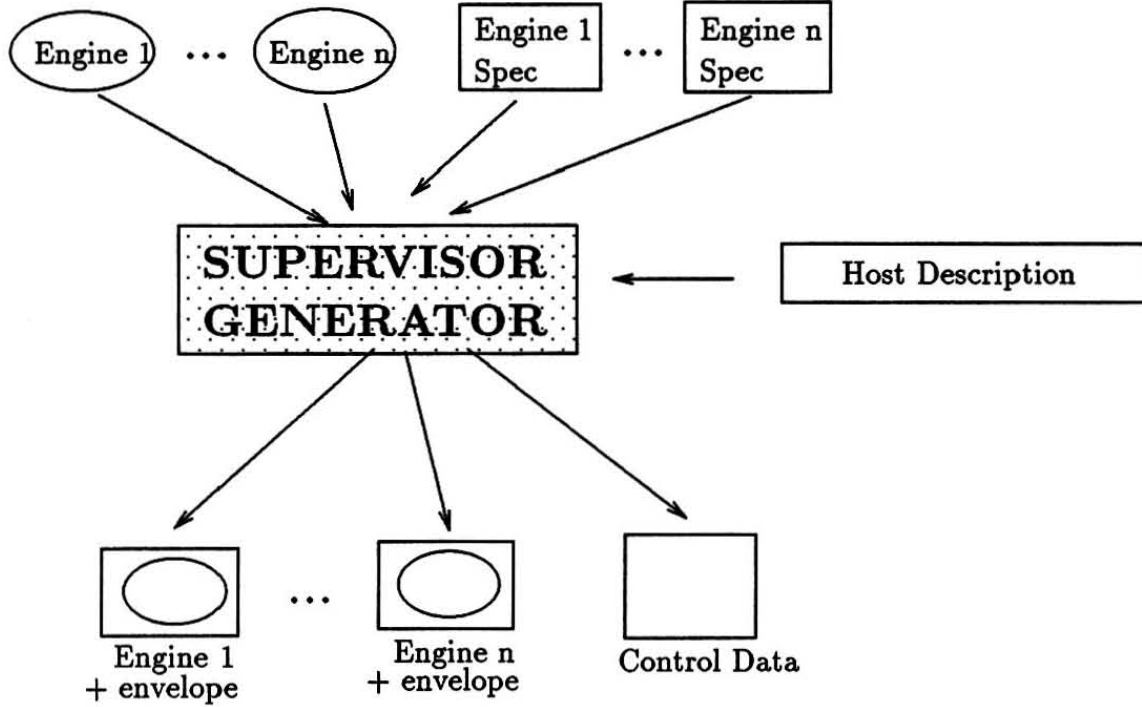 Engine 1
...
Engine n
Engine 1
Spec
...
Engine n
Spec
SUPERVISOR
GENERATOR
Host Description
...
Engine 1
+ envelope
Engine n
+ envelope
Control Data